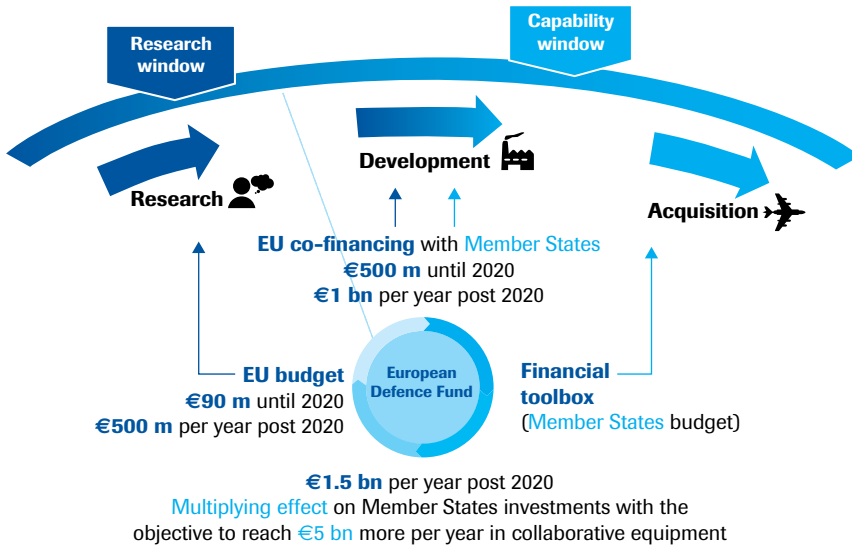 Research
window
Capability
window
Research
Development
Acquisition
EU co-financing with Member States
€500 m until 2020
€1 bn per year post 2020
EU budget
€90 m until 2020
€500 m per year post 2020
European
Defence Fund
Financial
toolbox
(Member States budget)
€1.5 bn per year post 2020
Multiplying effect on Member States investments with the
objective to reach €5 bn more per year in collaborative equipment